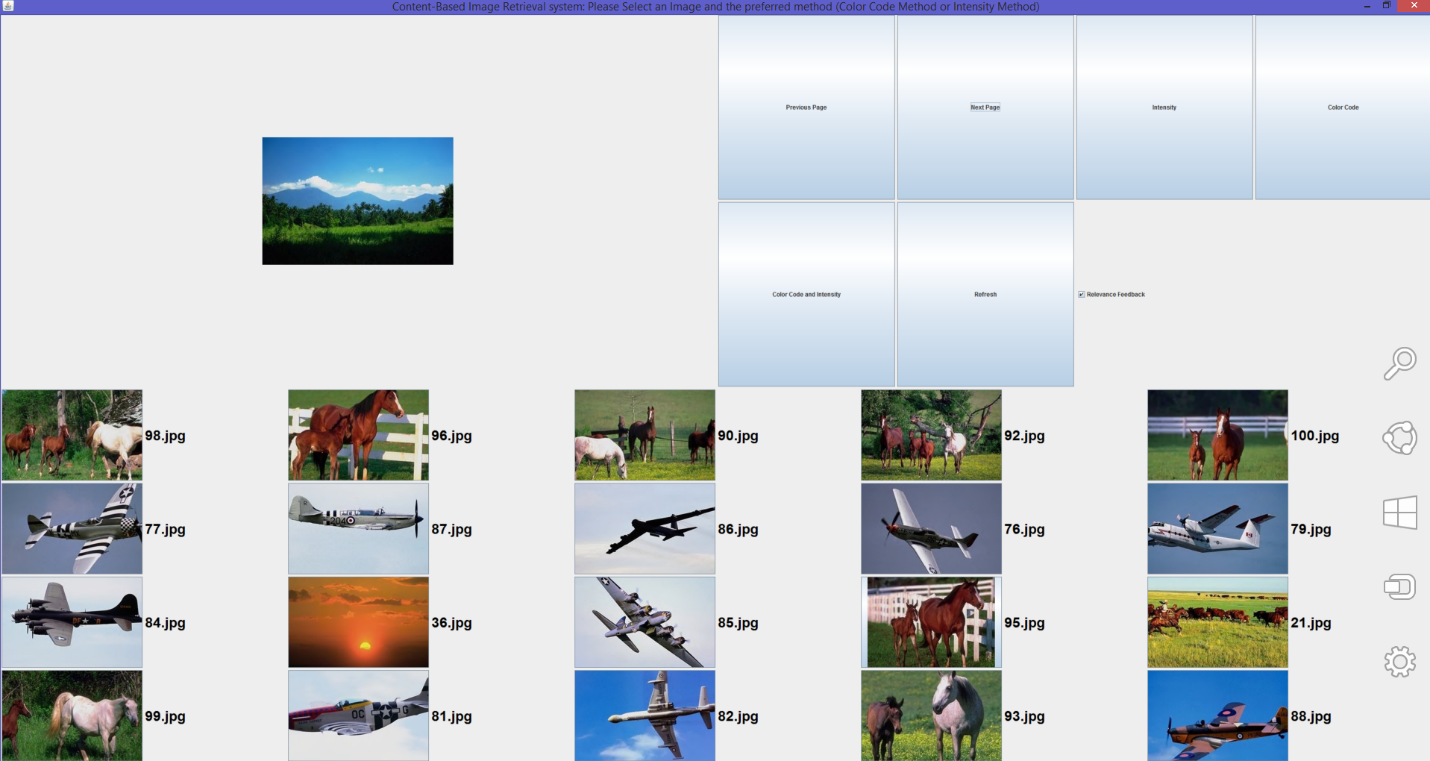 Content-Based Image Retrieval system: Please Select an Image and the preferred method (Color Code Method or Intensity Method)
Previous Page
Next Page
Intensity
Color Code
Color Code and Intensity
Refresh
Relevance Feedback
98.jpg
96.jpg
90.jpg
92.jpg
100.jpg
77.jpg
87.jpg
86.jpg
76.jpg
79.jpg
84.jpg
36.jpg
85.jpg
95.jpg
21.jpg
99.jpg
OC G
81.jpg
82.jpg
93.jpg
88.jpg